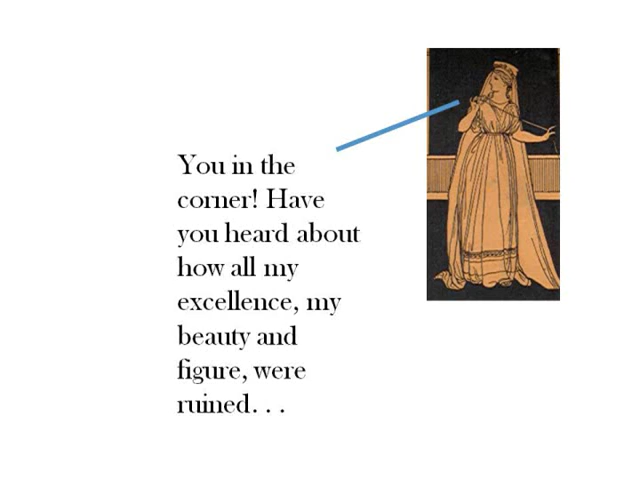 You in the
corner! Have
you heard about
how all my
excellence, my
beauty and
figure, were
ruined. . .